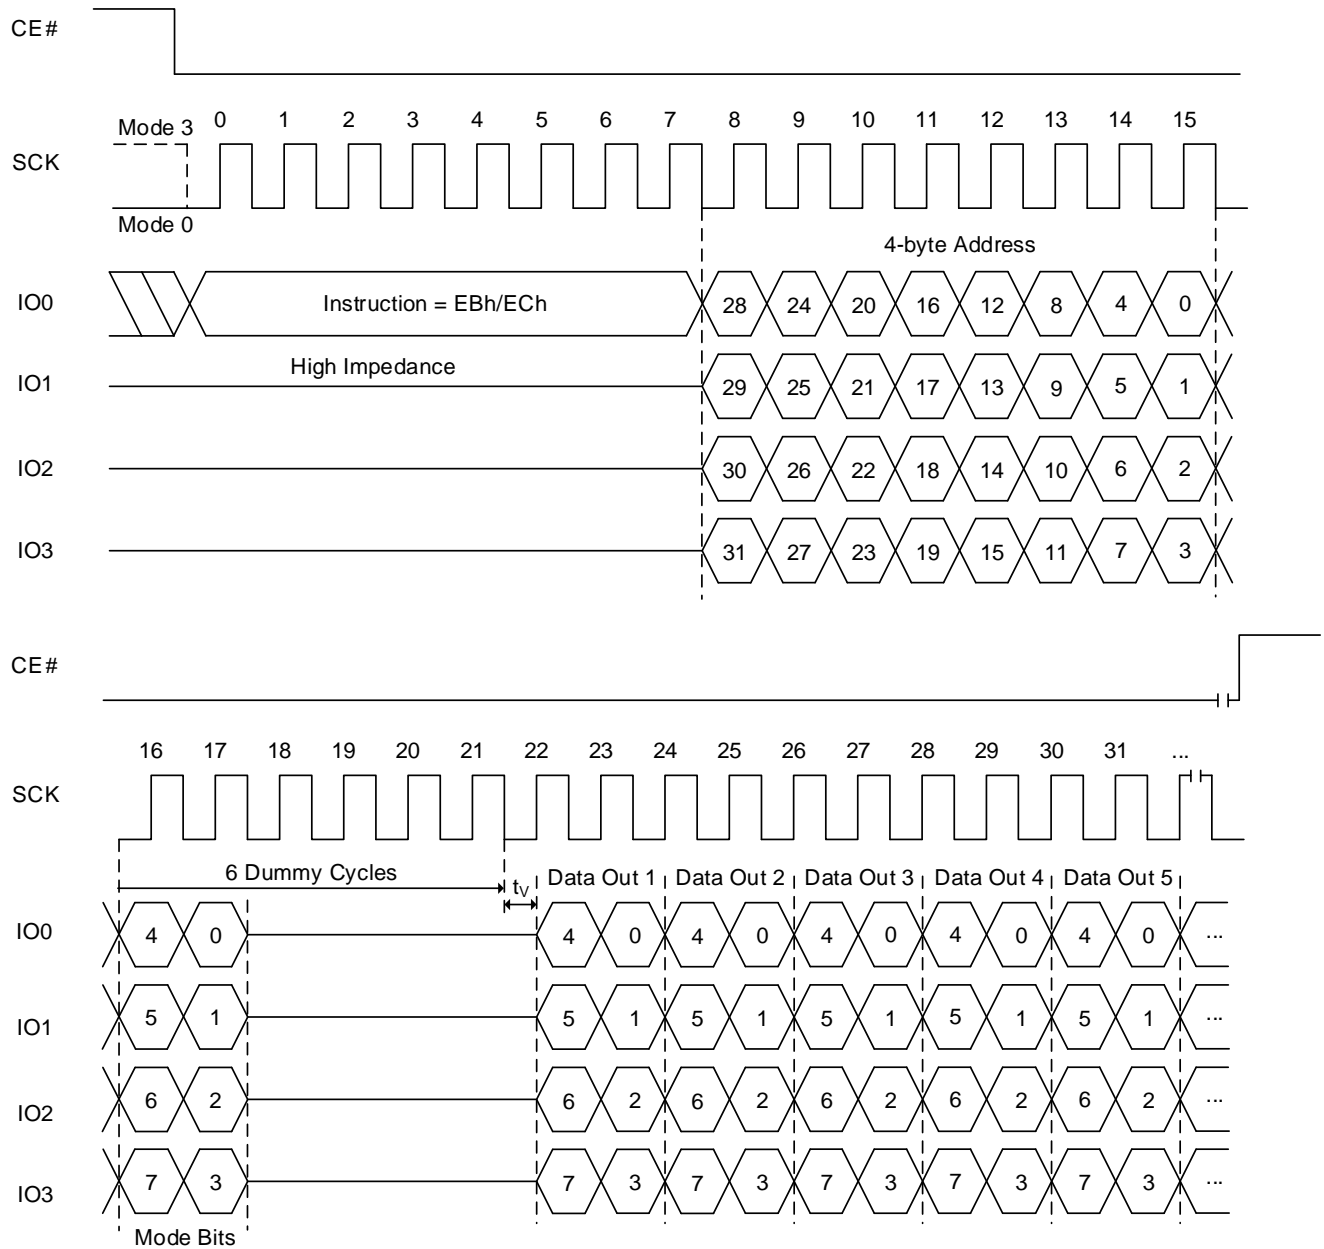 CE#
Mode 3 0 1 2 3 4 5 6 7 8 9 10 11 12 13 14 15
SCK
Mode 0
4-byte Address
IO0 Instruction = EBh/ECh 28 24 20 16 12 8 4 0
High Impedance
IO1 29 25 21 17 13 9 5 1
IO2 30 26 22 18 14 10 6 2
IO3 31 27 23 19 15 11 7 3
CE#
16 17 18 19 20 21 22 23 24 25 26 27 28 29 30 31 ...
SCK
6 Dummy Cycles tV Data Out 1 Data Out 2 Data Out 3 Data Out 4 Data Out 5
IO0 4 0 4 0 4 0 4 0 4 0 4 0 ...
IO1 5 1 5 1 5 1 5 1 5 1 5 1 ...
IO2 6 2 6 2 6 2 6 2 6 2 6 2 ...
IO3 7 3 7 3 7 3 7 3 7 3 7 3 ...
Mode Bits